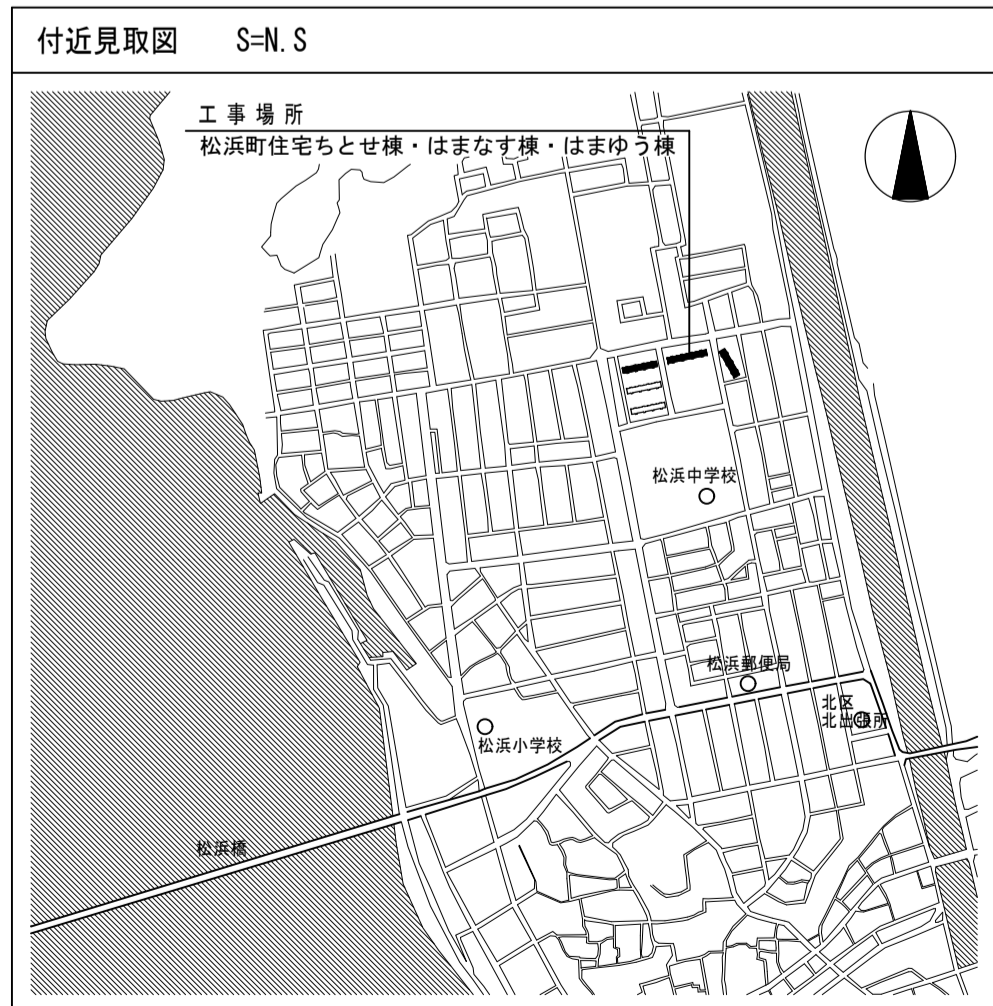 付近見取図 S=N.S
工事場所
松浜町住宅ちとせ棟・はまなす棟・はまゆう棟
松浜中学校
松浜郵便局
北区
北出張所
松浜小学校
松浜橋